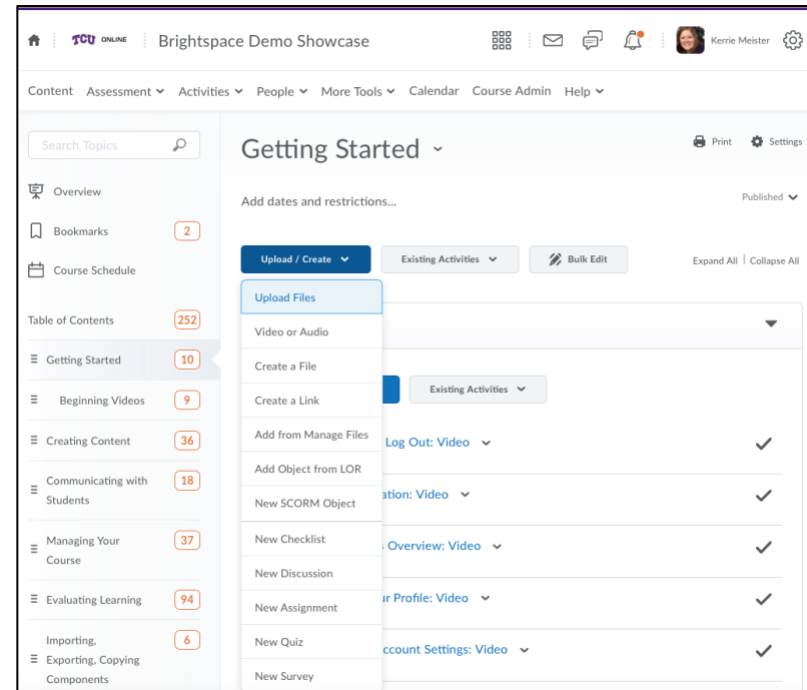 TCU ONLINE
Brightspace Demo Showcase
Kerrie Meister
Content Assessment Activities People More Tools Calendar Course Admin Help
Search Topics
Overview
Bookmarks 2
Course Schedule
Table of Contents 252
Getting Started 10
Beginning Videos 9
Creating Content 36
Communicating with 18
Students
Managing Your 37
Course
Evaluating Learning 94
Importing, 6
Exporting, Copying
Components
Getting Started
Print Settings
Add dates and restrictions...
Published
Upload / Create Existing Activities Bulk Edit
Expand All | Collapse All
Upload Files
Video or Audio
Create a File
Create a Link
Add from Manage Files
Add Object from LOR
New SCORM Object
New Checklist
New Discussion
New Assignment
New Quiz
New Survey
Existing Activities
Log Out: Video
ation: Video
Overview: Video
ur Profile: Video
ccount Settings: Video